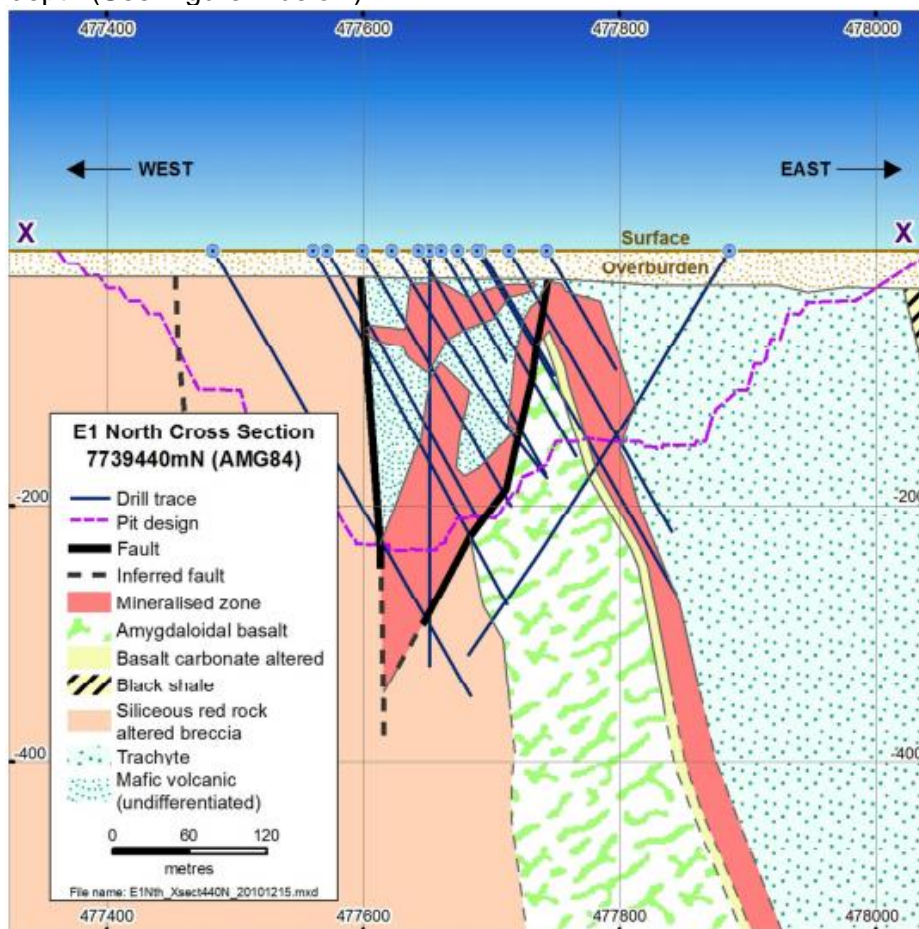 477400 477600 477800 478000
WEST EAST
X X
Surface
Overburden
E1 North Cross Section
7739440mN (AMG84)
-200 -200
Drill trace
Pit design
Fault
Inferred fault
Mineralised zone
Amygdaloidal basalt
Basalt carbonate altered
Black shale
Siliceous red rock
altered breccia
-400 -400
Trachyte
Mafic volcanic
(undifferentiated)
0 60 120
metres
File name: E1Nth_Xsect440N_20101215.mxd
477400 477600 477800 478000